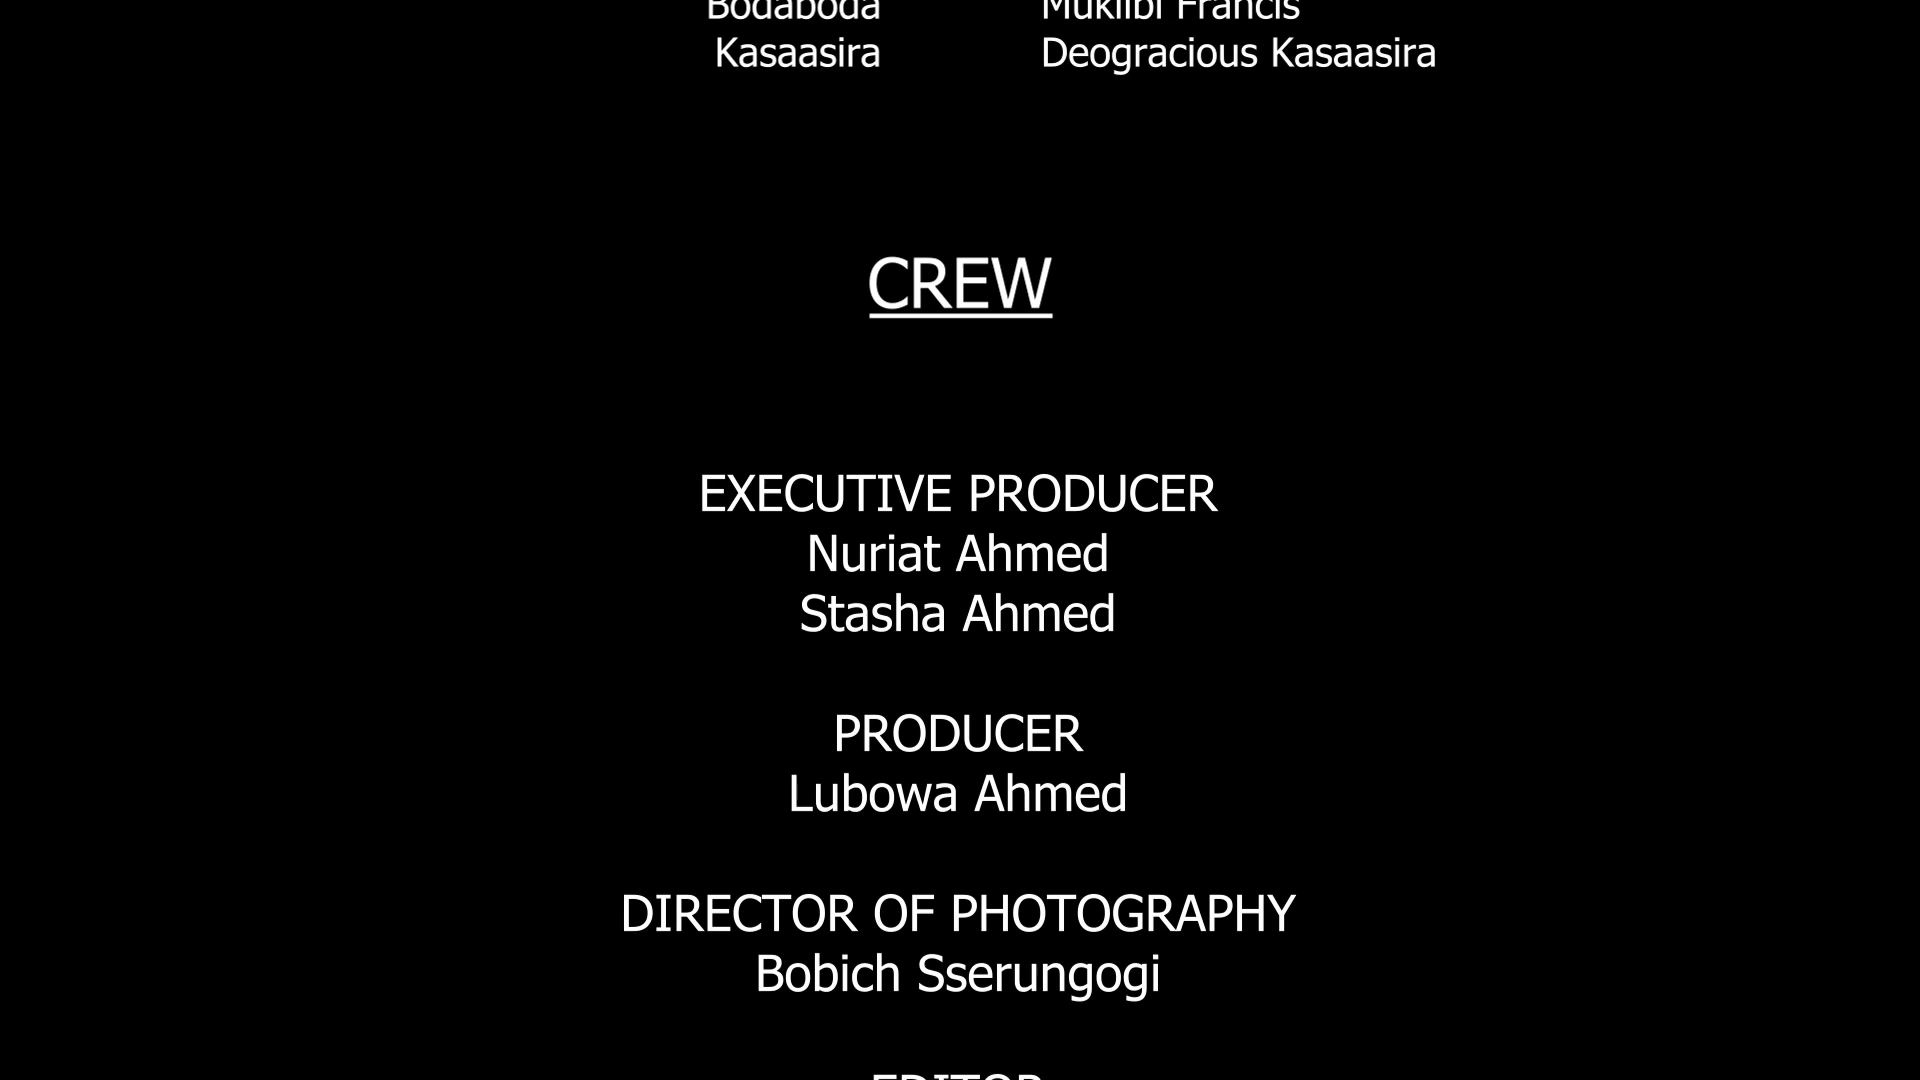 Bodaboda Mukiibi Francis
Kasaasira Deogracious Kasaasira
CREW
EXECUTIVE PRODUCER
Nuriat Ahmed
Stasha Ahmed
PRODUCER
Lubowa Ahmed
DIRECTOR OF PHOTOGRAPHY
Bobich Sserungogi
EDITOR